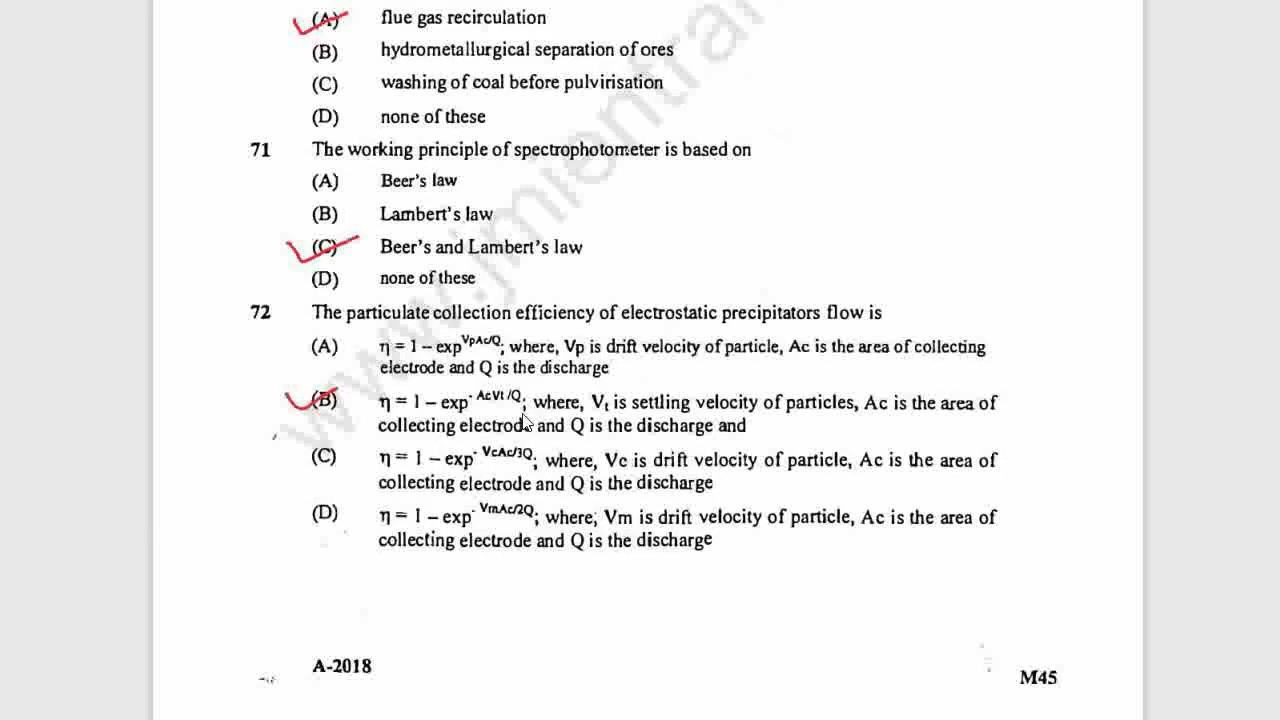 (A) flue gas recirculation
(B) hydrometallurgical separation of ores
(C) washing of coal before pulvirisation
(D) none of these
71 The working principle of spectrophotometer is based on
(A) Beer's law
(B) Lambert's law
(C) Beer's and Lambert's law
(D) none of these
72 The particulate collection efficiency of electrostatic precipitators flow is
(A) η = 1 – exp^VpAc/Q; where, Vp is drift velocity of particle, Ac is the area of collecting
electrode and Q is the discharge
(B) η = 1 – exp^- AcVt /Q; where, Vt is settling velocity of particles, Ac is the area of
collecting electrode and Q is the discharge and
(C) η = 1 – exp^- VcAc/3Q; where, Vc is drift velocity of particle, Ac is the area of
collecting electrode and Q is the discharge
(D) η = 1 – exp^- VmAc/2Q; where, Vm is drift velocity of particle, Ac is the area of
collecting electrode and Q is the discharge
A-2018
M45
www.jmientra